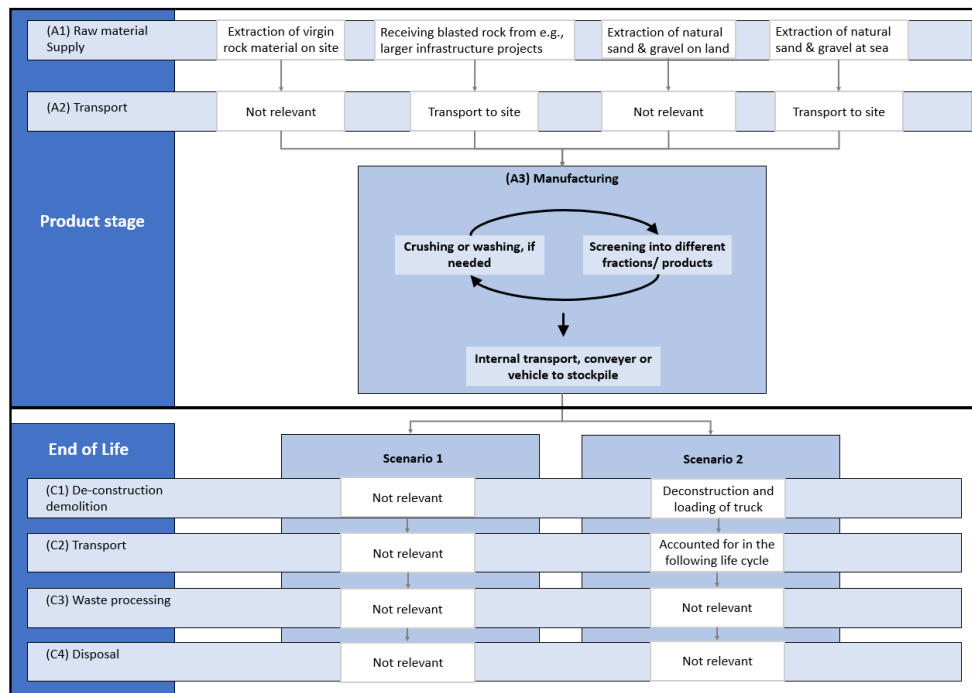 (A1) Raw material
Supply
Extraction of virgin
rock material on site
Receiving blasted rock from e.g.,
larger infrastructure projects
Extraction of natural
sand & gravel on land
Extraction of natural
sand & gravel at sea
(A2) Transport
Not relevant
Transport to site
Not relevant
Transport to site
Product stage
(A3) Manufacturing
Crushing or washing, if
needed
Screening into different
fractions/ products
Internal transport, conveyer or
vehicle to stockpile
End of Life
Scenario 1
Scenario 2
(C1) De-construction
demolition
Not relevant
Deconstruction and
loading of truck
(C2) Transport
Not relevant
Accounted for in the
following life cycle
(C3) Waste processing
Not relevant
Not relevant
(C4) Disposal
Not relevant
Not relevant